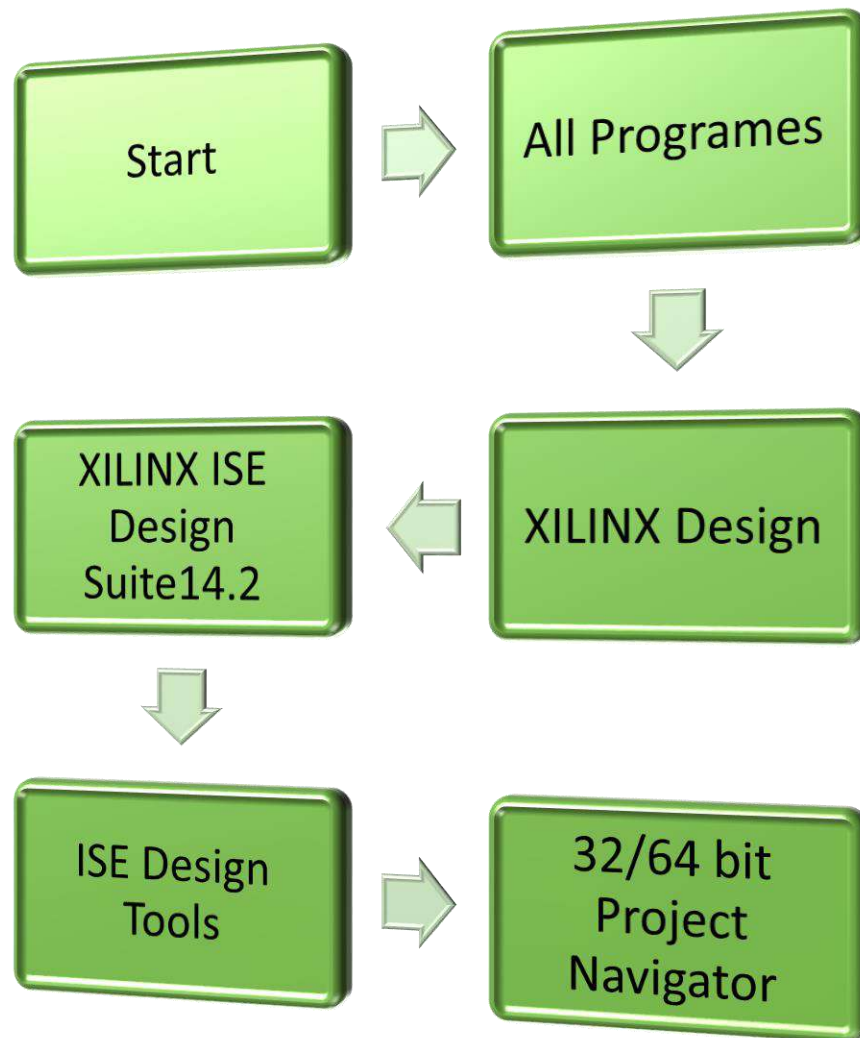 Start
All Programes
XILINX Design
XILINX ISE
Design
Suite14.2
ISE Design
Tools
32/64 bit
Project
Navigator